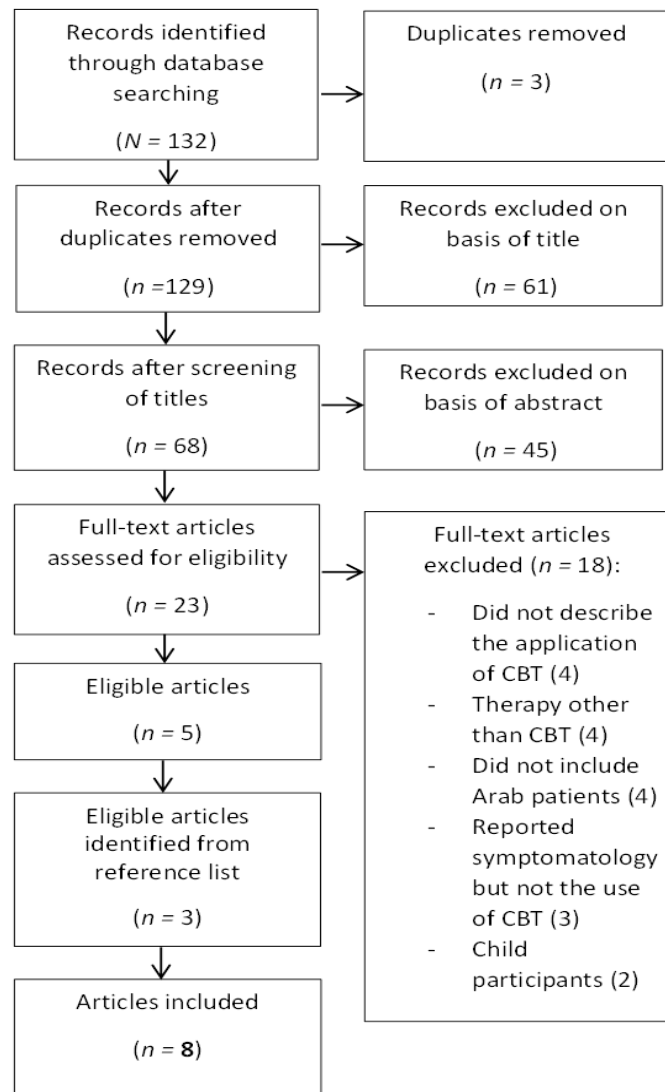 Records identified
through database
searching
(N = 132)
Duplicates removed
(n = 3)
Records after
duplicates removed
(n =129)
Records excluded on
basis of title
(n = 61)
Records after screening
of titles
(n = 68)
Records excluded on
basis of abstract
(n = 45)
Full-text articles
assessed for eligibility
(n = 23)
Full-text articles
excluded (n = 18):
- Did not describe
the application
of CBT (4)
- Therapy other
than CBT (4)
- Did not include
Arab patients (4)
- Reported
symptomatology
but not the use
of CBT (3)
- Child
participants (2)
Eligible articles
(n = 5)
Eligible articles
identified from
reference list
(n = 3)
Articles included
(n = 8)